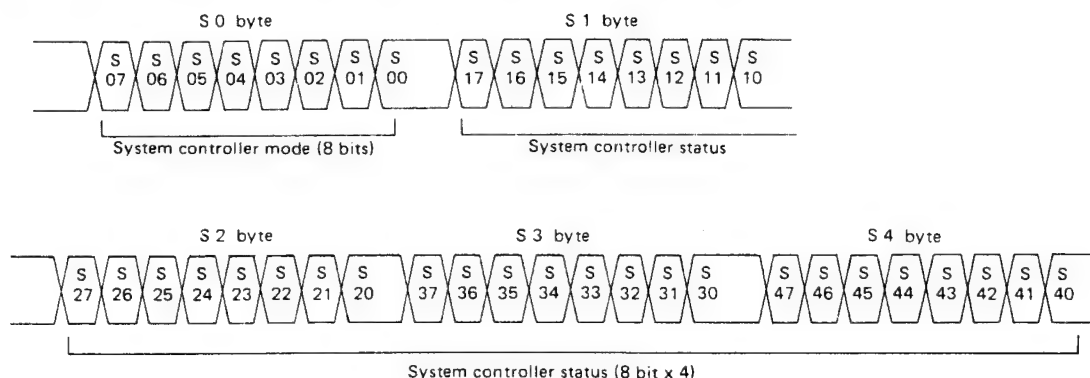 S 0 byte S 1 byte
S S S S S S S S S S S S S S S S
07 06 05 04 03 02 01 00 17 16 15 14 13 12 11 10
System controller mode (8 bits) System controller status
S 2 byte S 3 byte S 4 byte
S S S S S S S S S S S S S S S S S S S S S S S S
27 26 25 24 23 22 21 20 37 36 35 34 33 32 31 30 47 46 45 44 43 42 41 40
System controller status (8 bit x 4)